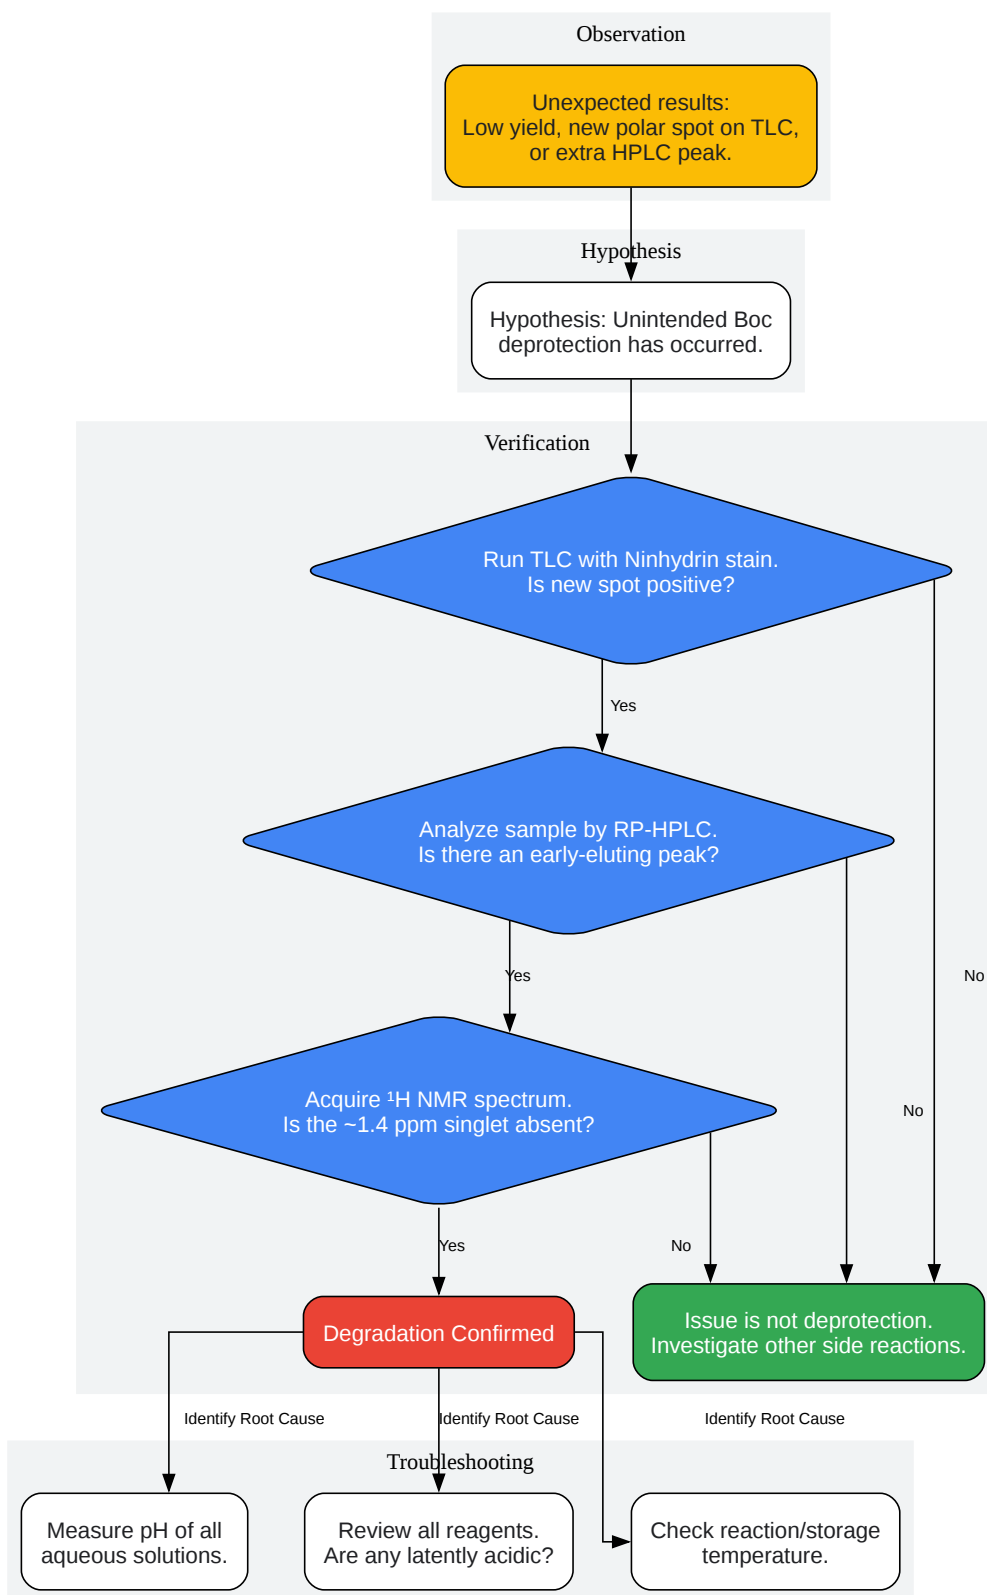 Observation
Unexpected results:
Low yield, new polar spot on TLC,
or extra HPLC peak.
Hypothesis
Hypothesis: Unintended Boc
deprotection has occurred.
Verification
Run TLC with Ninhydrin stain.
Is new spot positive?
Yes
Analyze sample by RP-HPLC.
Is there an early-eluting peak?
Yes
No
Acquire ¹H NMR spectrum.
Is the ~1.4 ppm singlet absent?
No
Yes
No
Degradation Confirmed
Issue is not deprotection.
Investigate other side reactions.
Identify Root Cause
Identify Root Cause
Identify Root Cause
Troubleshooting
Measure pH of all
aqueous solutions.
Review all reagents.
Are any latently acidic?
Check reaction/storage
temperature.